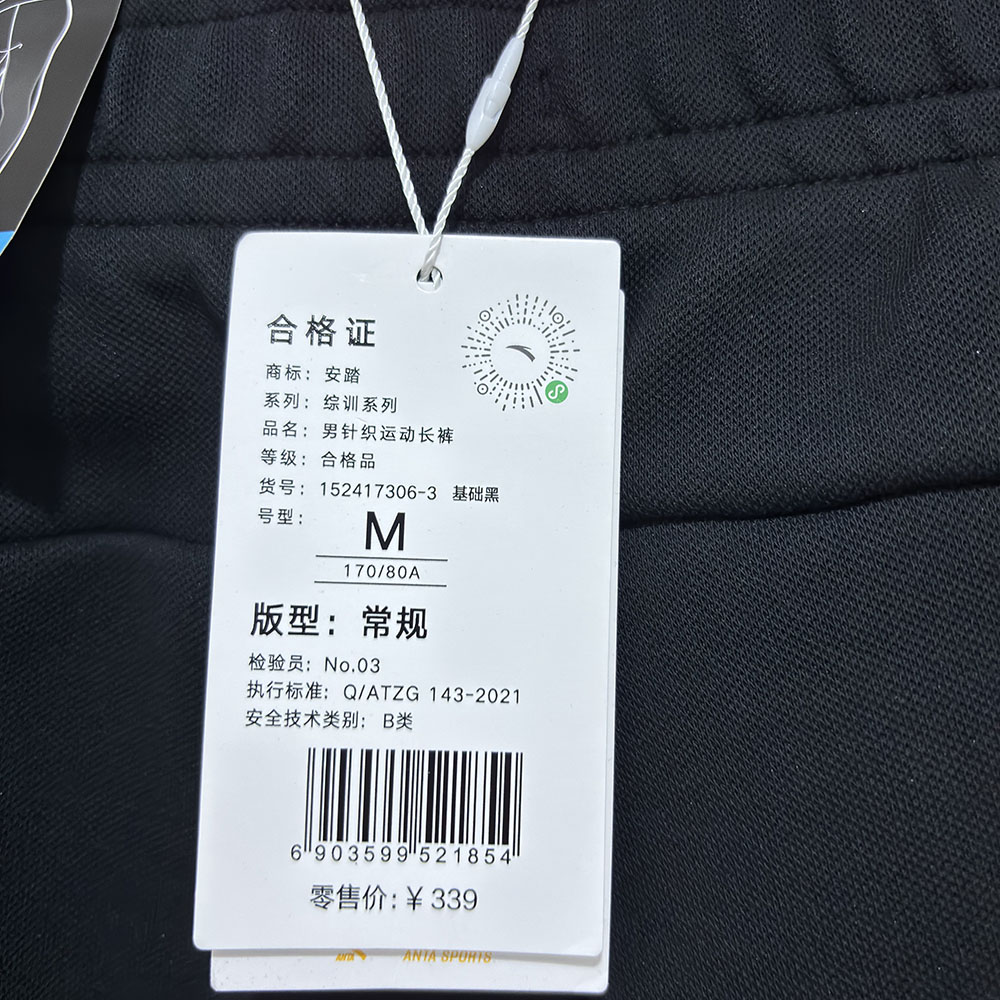 合格证
商标：安踏
系列：综训系列
品名：男针织运动长裤
等级：合格品
货号：152417306-3 基础黑
号型：M
170/80A
版型：常规
检验员：No.03
执行标准：Q/ATZG 143-2021
安全技术类别：B类
6 903599 521854
零售价：¥ 339
ANTA ANTA SPORTS